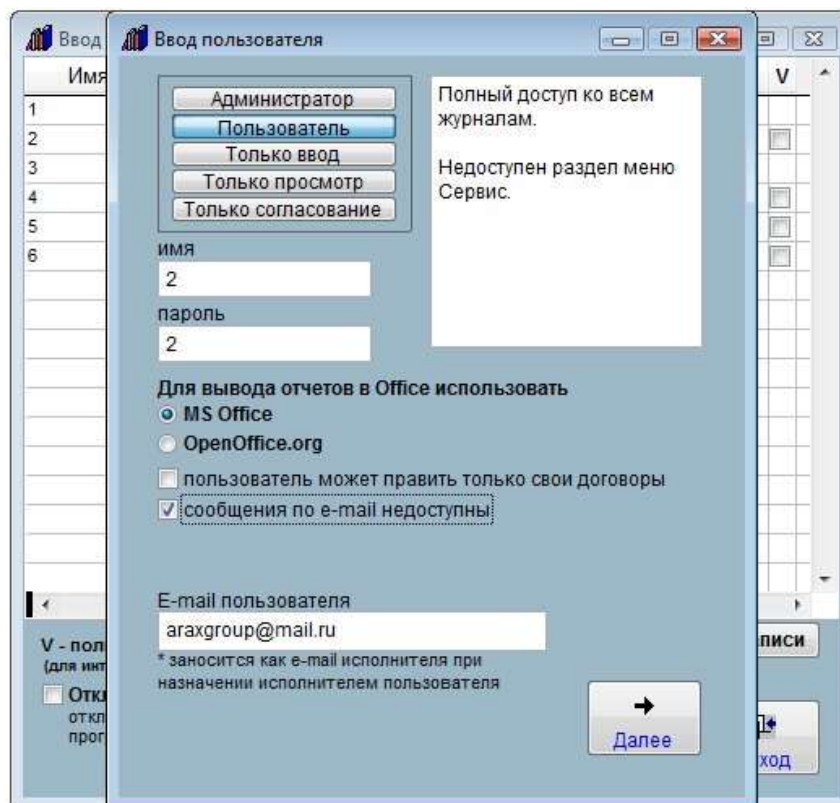 Ввод
Ввод пользователя
Имя
V
1
2
3
4
5
6
Администратор
Пользователь
Только ввод
Только просмотр
Только согласование
Полный доступ ко всем
журналам.
Недоступен раздел меню
Сервис.
имя
2
пароль
2
Для вывода отчетов в Office использовать
MS Office
OpenOffice.org
пользователь может править только свои договоры
сообщения по e-mail недоступны
E-mail пользователя
araxgroup@mail.ru
* заносится как e-mail исполнителя при
назначении исполнителем пользователя
Далее
V - пол
(для инт
Откл
откл
прог
писи
ход